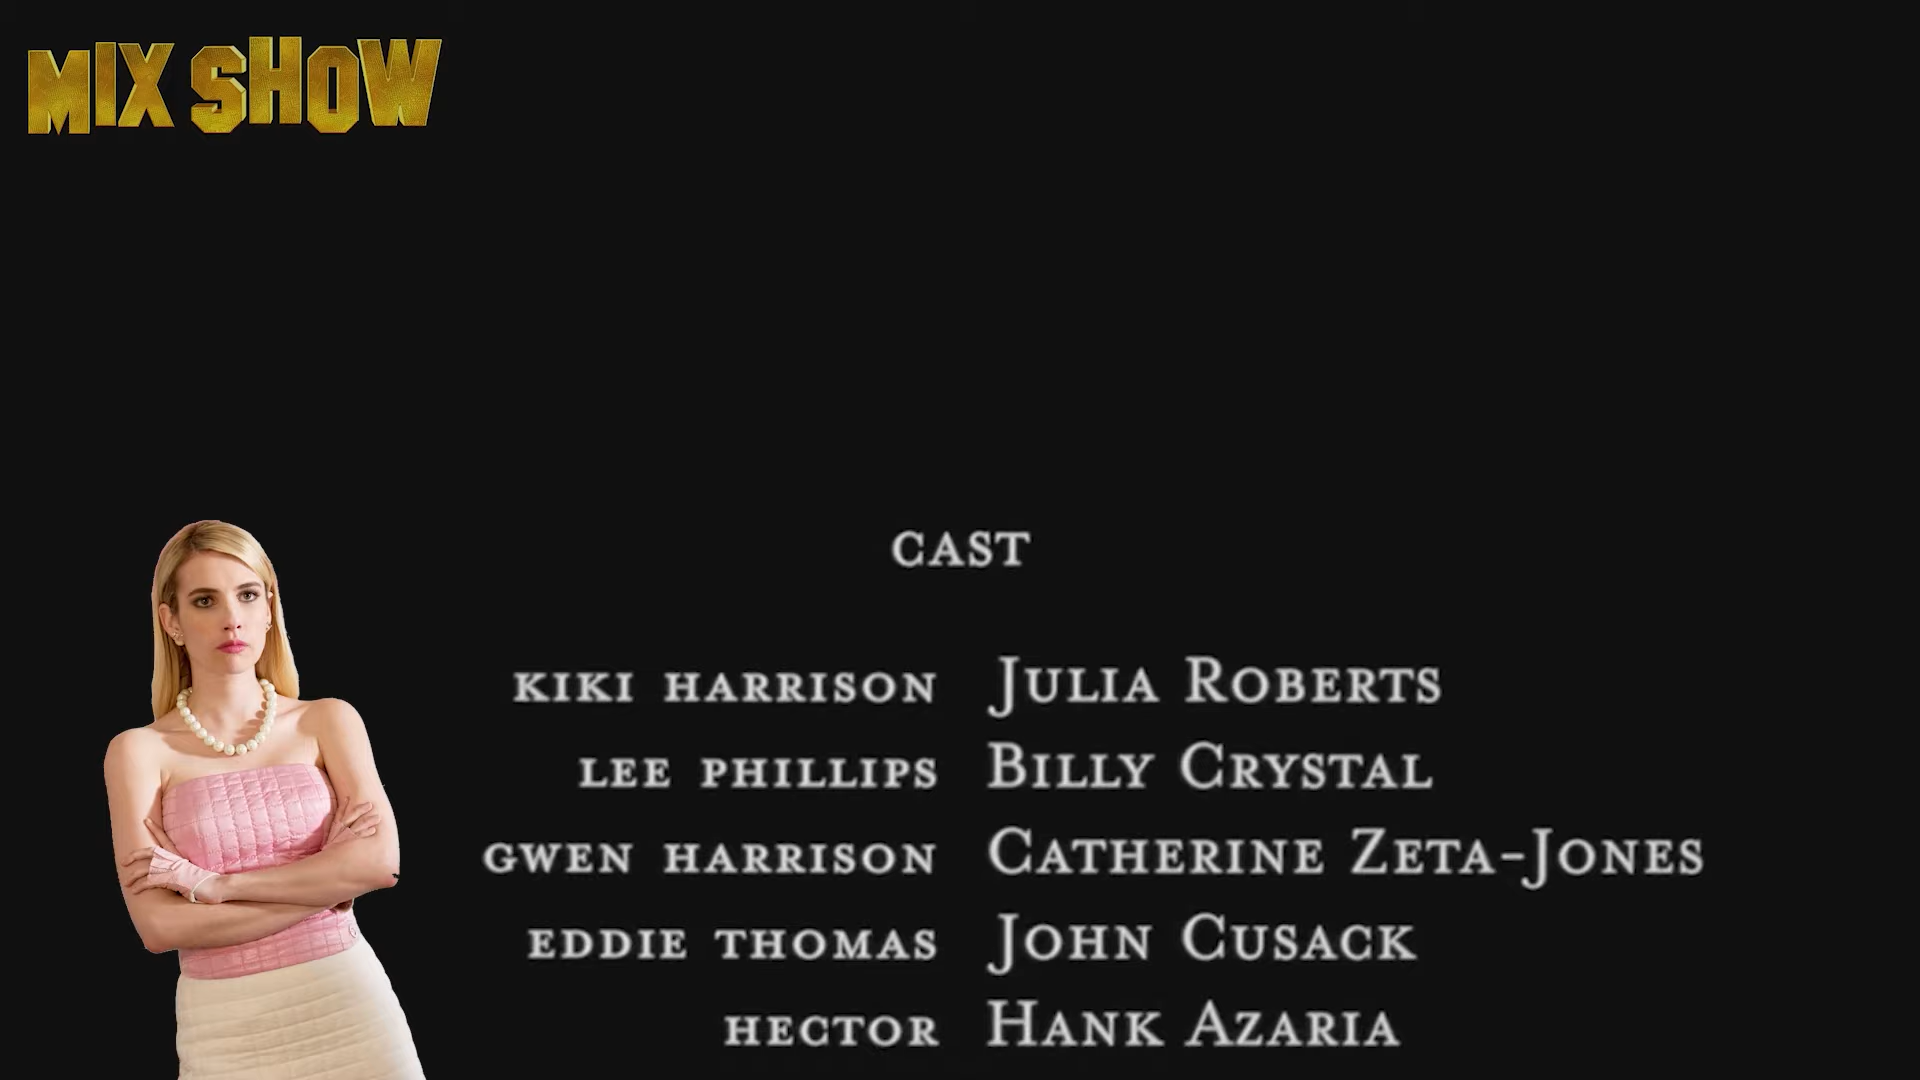 MIX SHOW
CAST
KIKI HARRISON JULIA ROBERTS
LEE PHILLIPS BILLY CRYSTAL
GWEN HARRISON CATHERINE ZETA-JONES
EDDIE THOMAS JOHN CUSACK
HECTOR HANK AZARIA